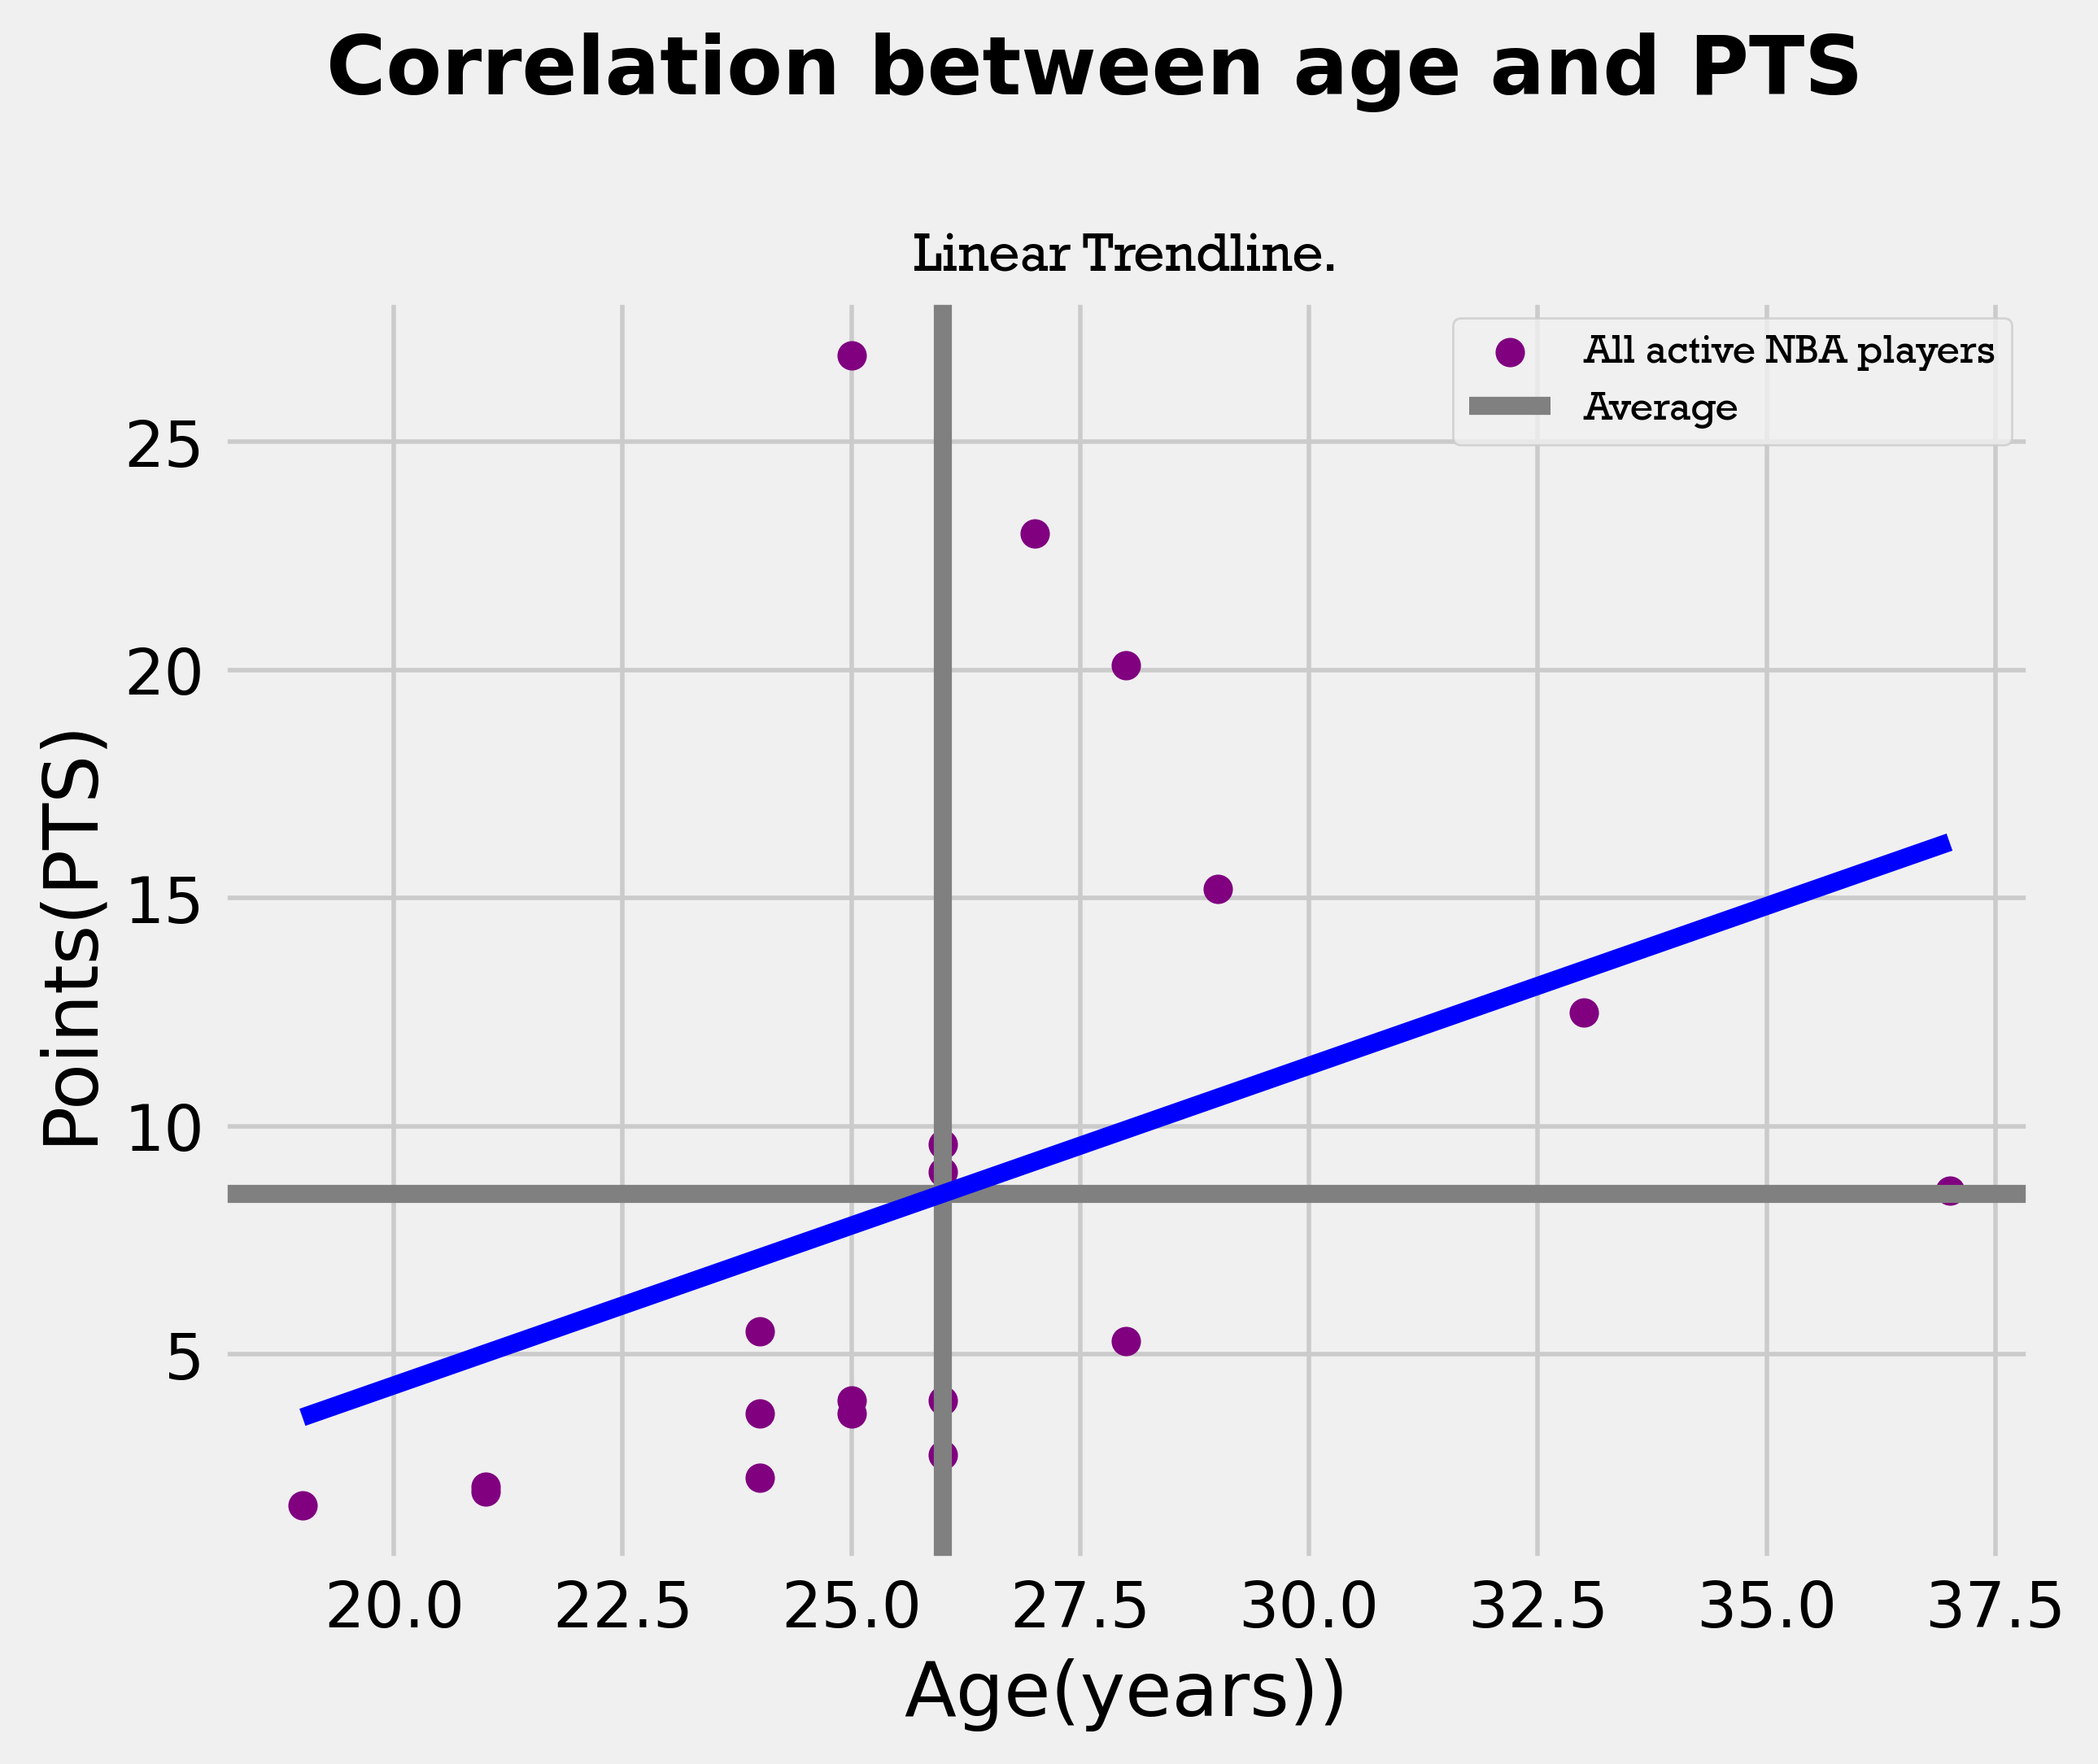 Correlation between age and PTS
Linear Trendline.
All active NBA players
Average
Points(PTS)
25
20
15
10
5
20.0 22.5 25.0 27.5 30.0 32.5 35.0 37.5
Age(years))